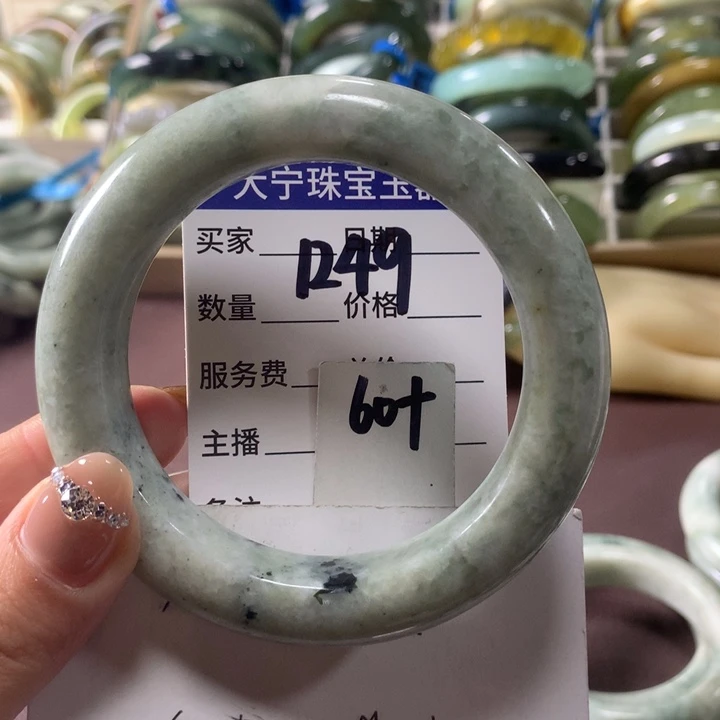 大宁珠宝玉器
买家 日期
1249
数量 价格
服务费
60+
主播